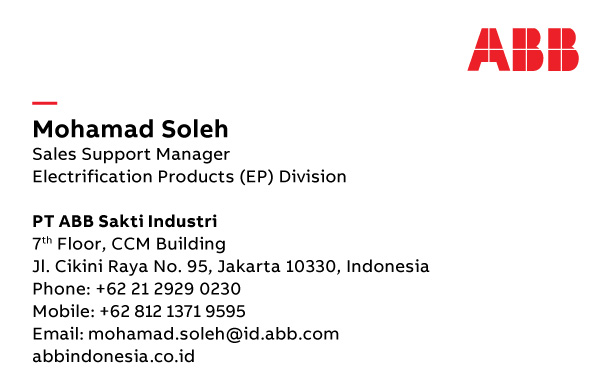 ABB
Mohamad Soleh
Sales Support Manager
Electrification Products (EP) Division
PT ABB Sakti Industri
7th Floor, CCM Building
Jl. Cikini Raya No. 95, Jakarta 10330, Indonesia
Phone: +62 21 2929 0230
Mobile: +62 812 1371 9595
Email: mohamad.soleh@id.abb.com
abbindonesia.co.id